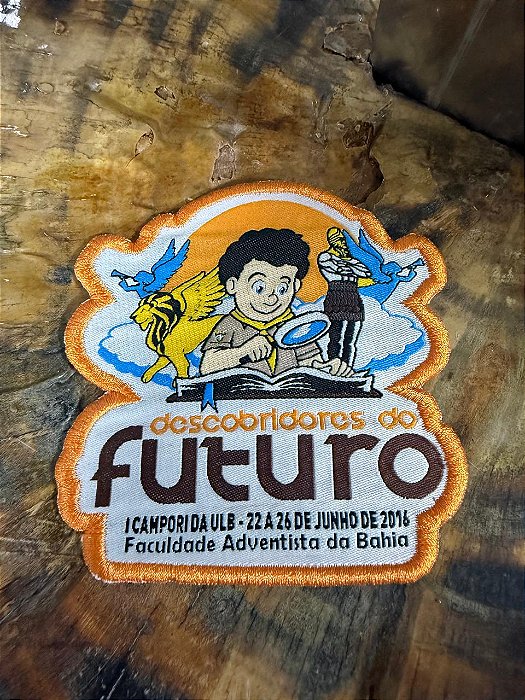 descobridores do
futuro
I CAMPORI DA ULB - 22 A 26 DE JUNHO DE 2016
Faculdade Adventista da Bahia